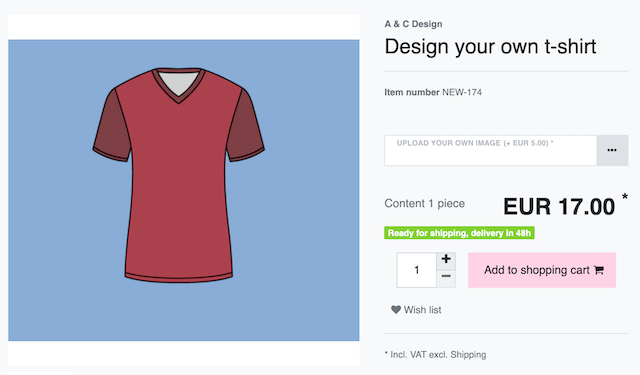 A & C Design
Design your own t-shirt
Item number NEW-174
UPLOAD YOUR OWN IMAGE (+ EUR 5.00) *
...
Content 1 piece
EUR 17.00 *
Ready for shipping, delivery in 48h
1
+
−
Add to shopping cart
Wish list
* Incl. VAT excl. Shipping